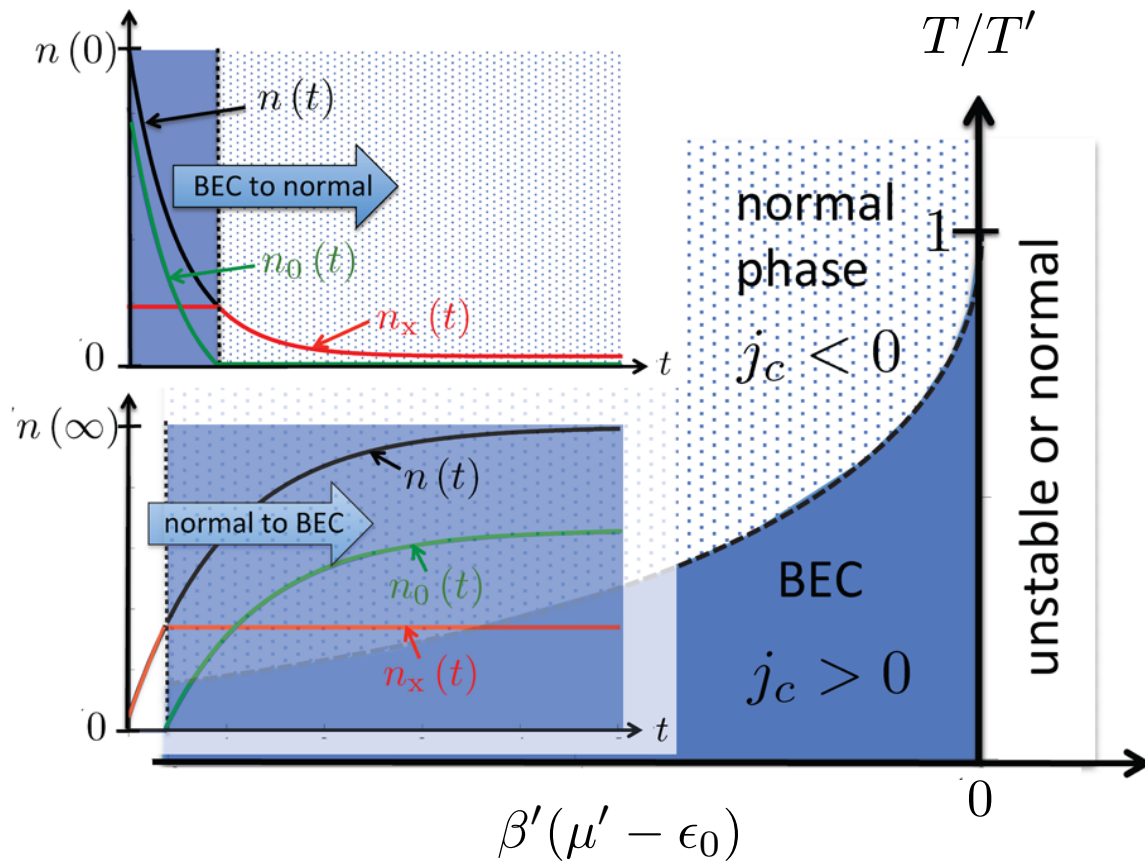 T/T′
n (0)
n (t)
BEC to normal
n₀ (t)
nₓ (t)
0
t
normal
phase
1
j_c < 0
unstable or normal
n (∞)
n (t)
normal to BEC
n₀ (t)
nₓ (t)
0
t
BEC
j_c > 0
0
β′(μ′ − ϵ₀)